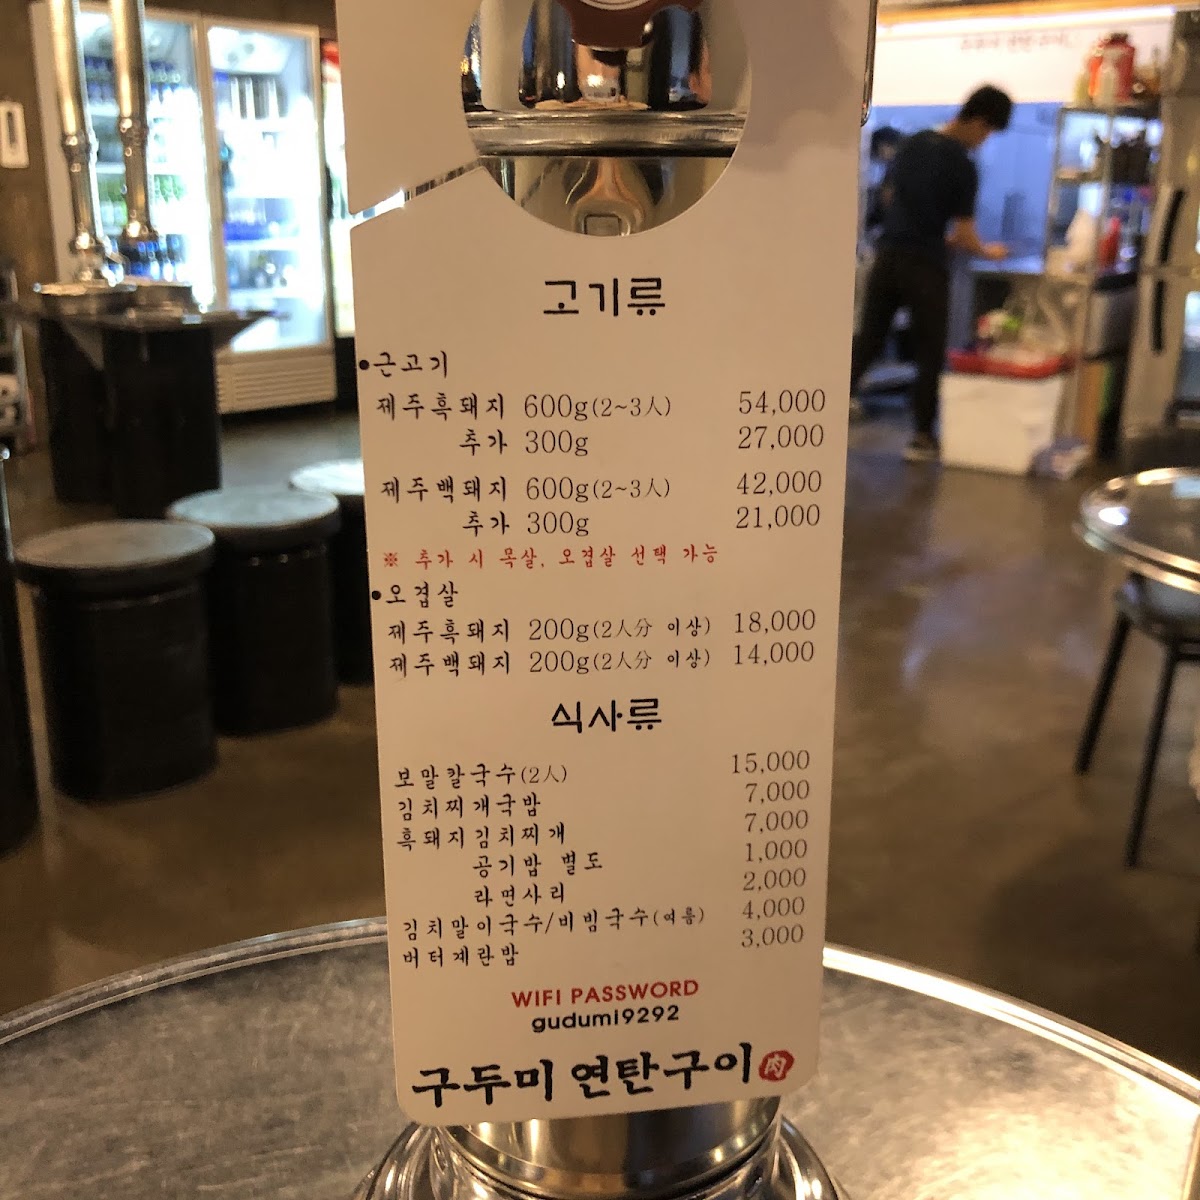 고기류
•근고기
제주흑돼지 600g(2~3人) 54,000
추가 300g 27,000
제주백돼지 600g(2~3人) 42,000
추가 300g 21,000
※ 추가 시 목살, 오겹살 선택 가능
•오겹살
제주흑돼지 200g(2人分 이상) 18,000
제주백돼지 200g(2人分 이상) 14,000
식사류
보말칼국수(2人) 15,000
김치찌개국밥 7,000
흑돼지김치찌개 7,000
공기밥 별도 1,000
라면사리 2,000
김치말이국수/비빔국수(여름) 4,000
버터계란밥 3,000
WIFI PASSWORD
gudumi9292
구두미 연탄구이 肉